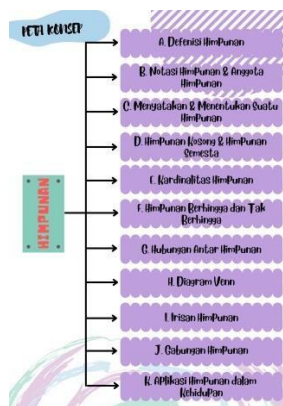 PETA KONSEP
HIMPUNAN
A. Defenisi HimPunan
B. Notasi HimPunan & Anggota
HimPunan
C. Menyatakan & Menentukan Suatu
HimPunan
D. HimPunan Kosong & HimPunan
Semesta
E. Kardinalitas HimPunan
F. HimPunan Berhingga dan Tak
Berhingga
G. Hubungan Antar HimPunan
H. Diagram Venn
I. Irisan HimPunan
J. Gabungan HimPunan
K. Aplikasi HimPunan dalam
KehiduPan